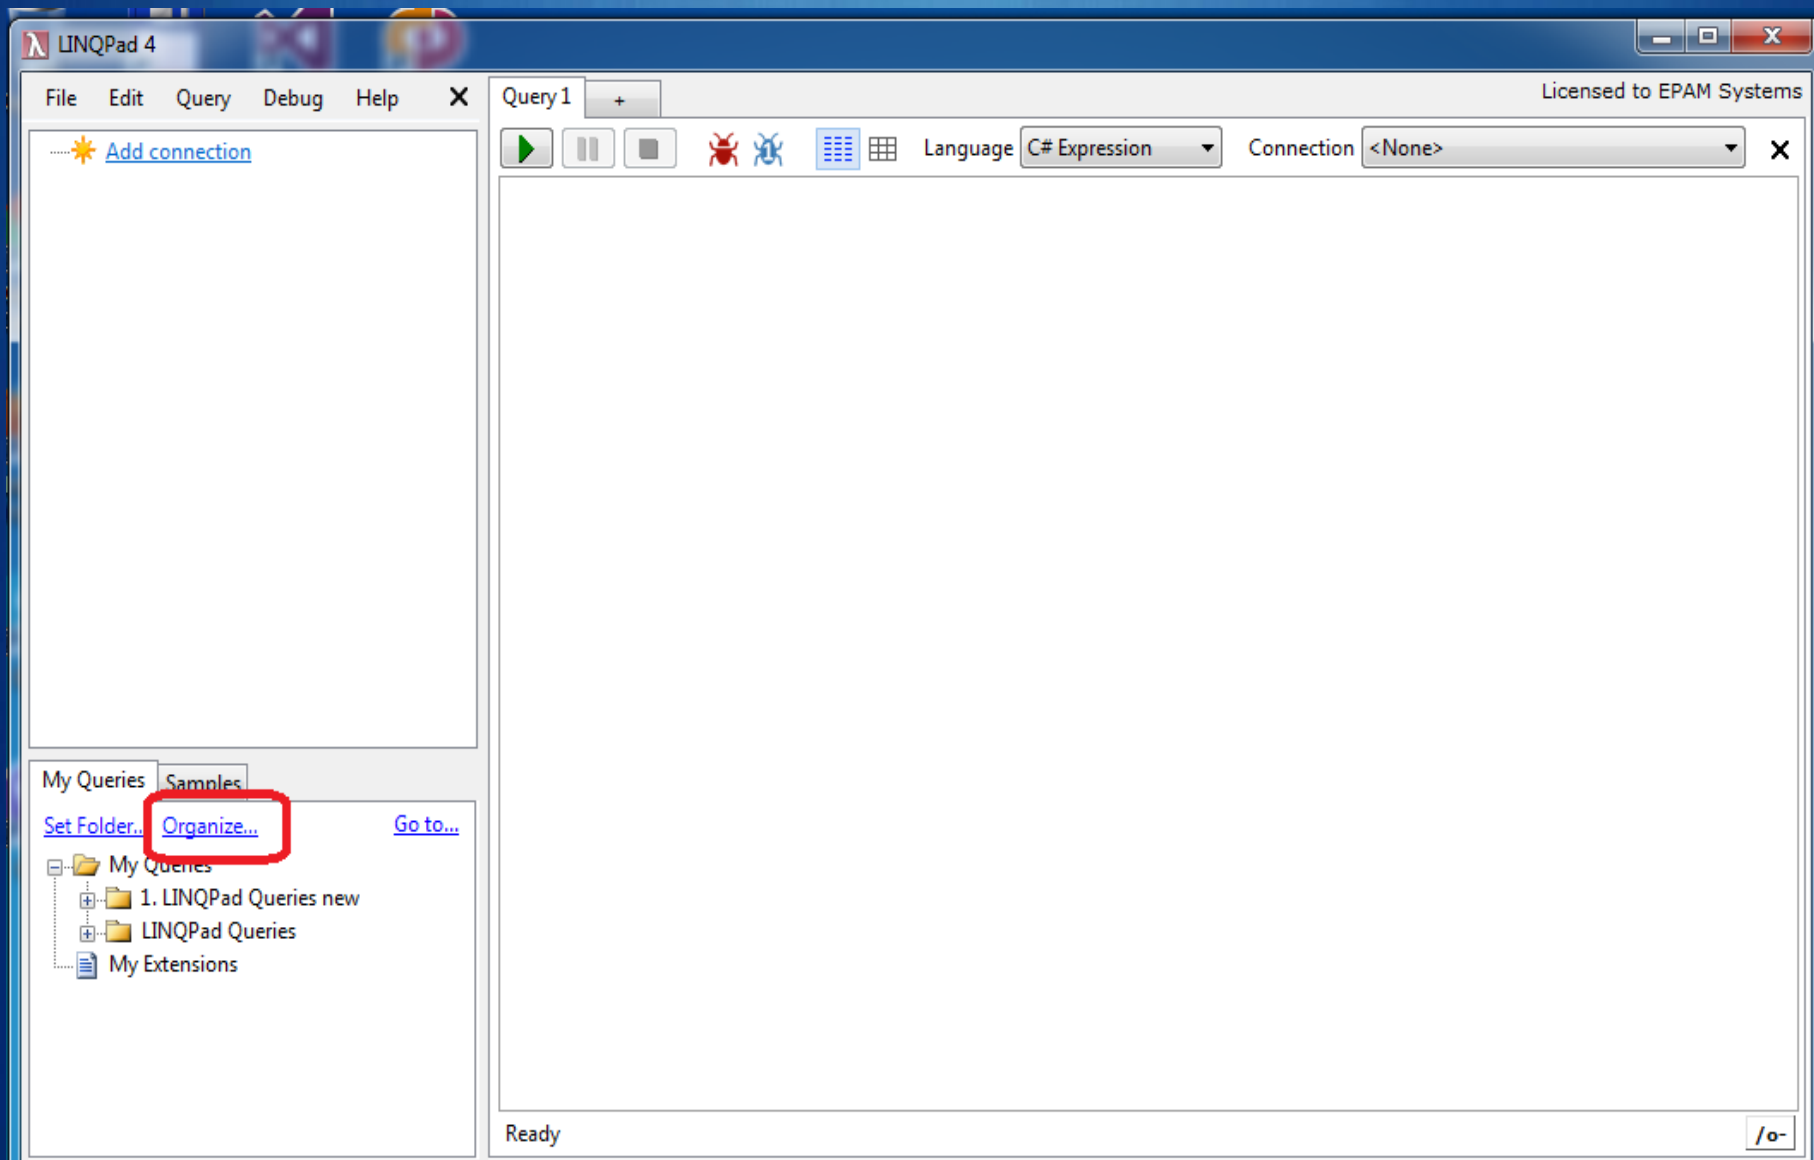 LINQPad 4
File Edit Query Debug Help
Query 1 +
Licensed to EPAM Systems
Add connection
Language C# Expression Connection <None>
My Queries Samples
Set Folder.. Organize... Go to...
My Queries
1. LINQPad Queries new
LINQPad Queries
My Extensions
Ready
/o-